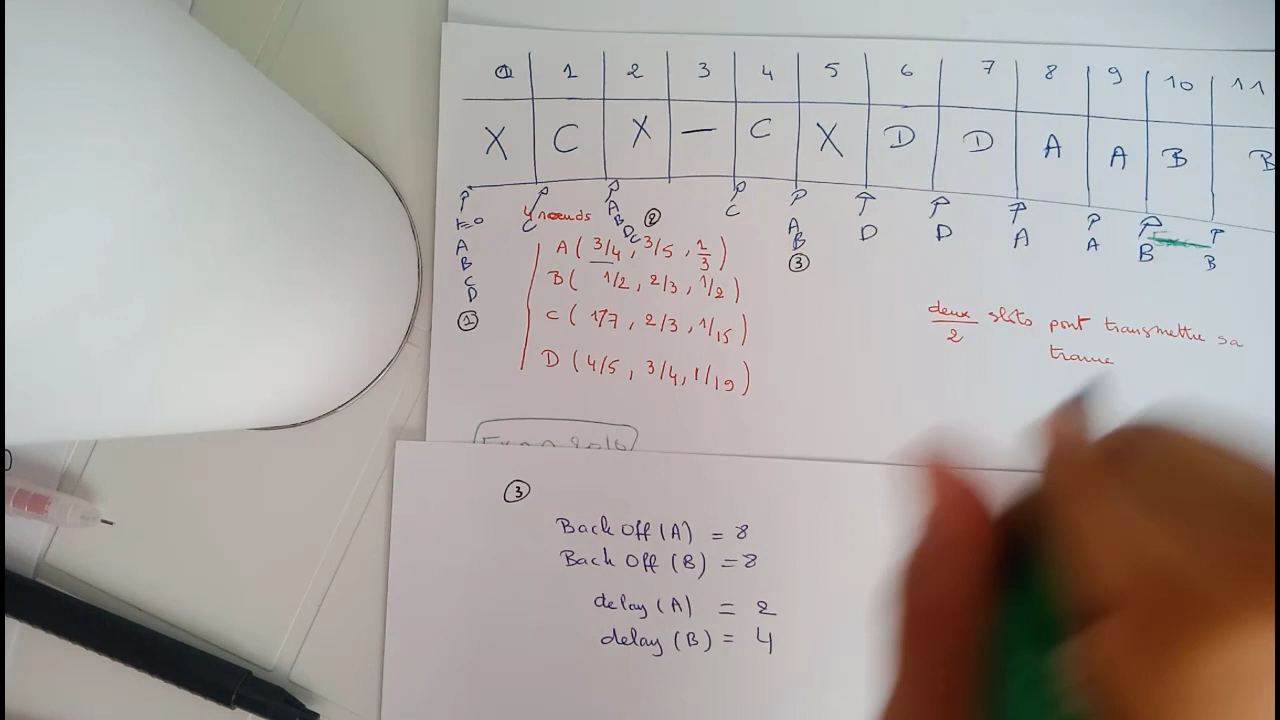 0 1 2 3 4 5 6 7 8 9 10 11
X C X — C X D D A A B B
t=0
A
B
C
D
①
C
A
B
D
C
②
C
A
B
③
D
D
A
A
B
B
4 nœuds
A ( 3/4, 3/5, 1/3 )
B ( 1/2, 2/3, 1/2 )
C ( 1/7, 2/3, 1/15 )
D ( 4/5, 3/4, 1/19 )
deux slots pont transmettre sa
2
trame
③
Back Off (A) = 8
Back Off (B) = 8
delay (A) = 2
delay (B) = 4